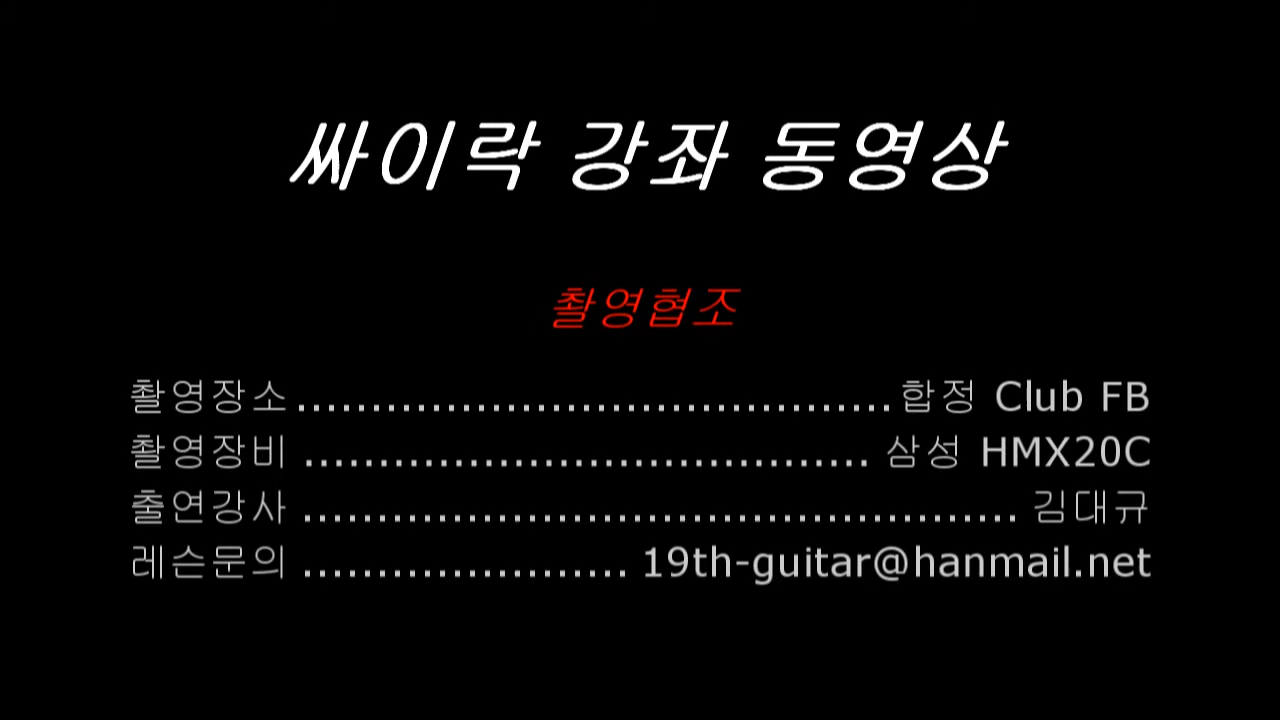 싸이락 강좌 동영상
촬영협조
촬영장소 ....................................... 합정 Club FB
촬영장비 ...................................... 삼성 HMX20C
출연강사 ................................................ 김대규
레슨문의 ...................... 19th-guitar@hanmail.net